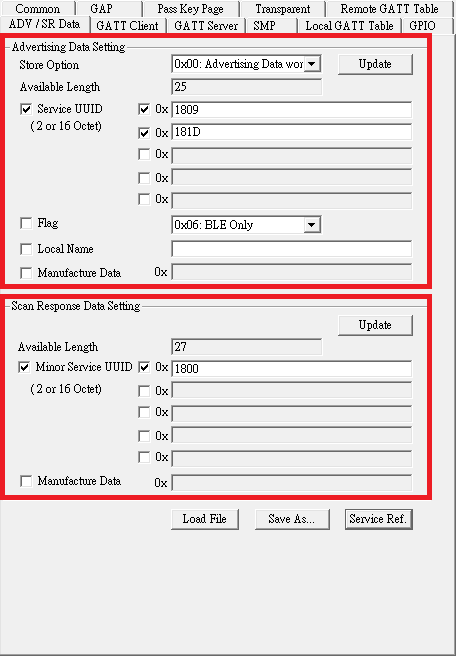 Common GAP Pass Key Page Transparent Remote GATT Table
ADV / SR Data GATT Client GATT Server SMP Local GATT Table GPIO
Advertising Data Setting
Store Option 0x00: Advertising Data wor Update
Available Length 25
Service UUID 0x 1809
( 2 or 16 Octet) 0x 181D
0x
0x
0x
Flag 0x06: BLE Only
Local Name
Manufacture Data 0x
Scan Response Data Setting
Update
Available Length 27
Minor Service UUID 0x 1800
( 2 or 16 Octet) 0x
0x
0x
0x
Manufacture Data 0x
Load File Save As... Service Ref.